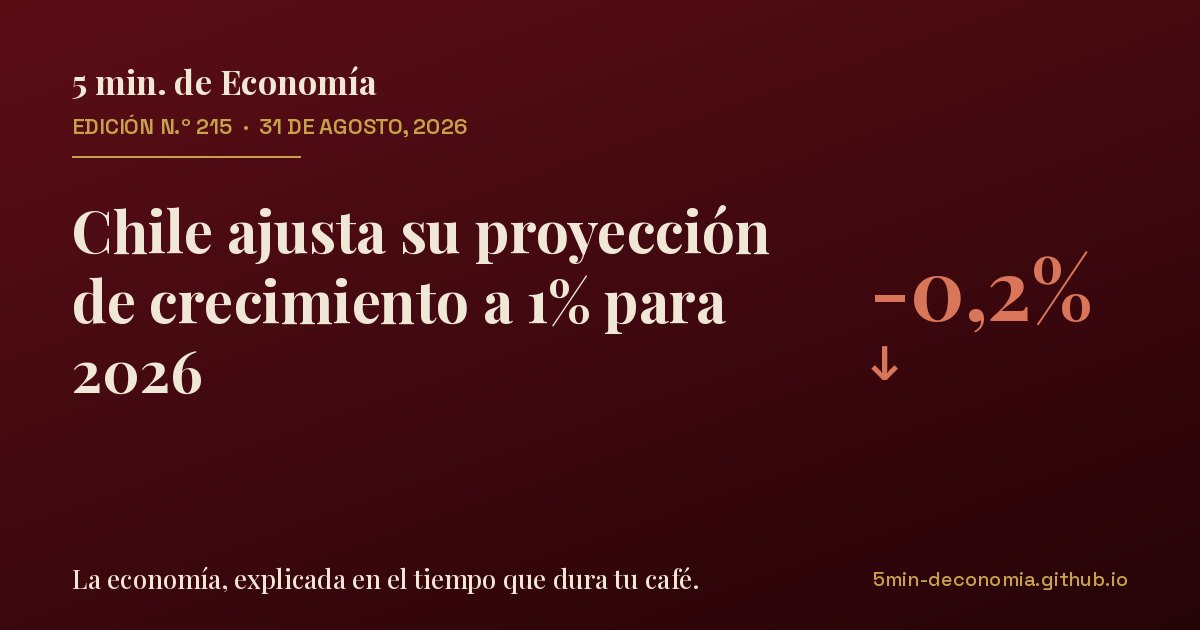 5 min. de Economía
EDICIÓN N.º 215 · 31 DE AGOSTO, 2026
Chile ajusta su proyección
de crecimiento a 1% para
2026
-0,2%
↓
La economía, explicada en el tiempo que dura tu café.
5min-deconomia.github.io